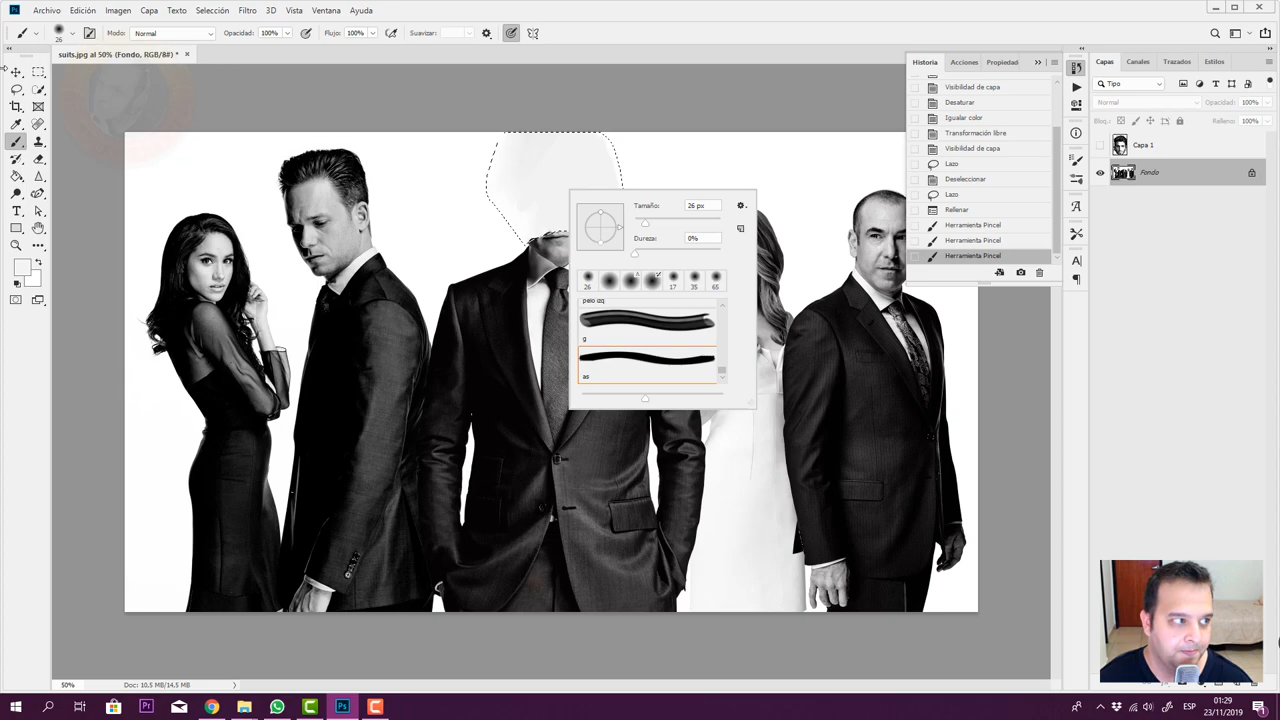 Archivo Edición Imagen Capa Texto Selección Filtro 3D Vista Ventana Ayuda
26 Modo: Normal Opacidad: 100% Flujo: 100% Suavizar:
suits.jpg al 50% (Fondo, RGB/8#) *
Historia Acciones Propiedad
Visibilidad de capa
Desaturar
Igualar color
Transformación libre
Visibilidad de capa
Lazo
Deseleccionar
Lazo
Rellenar
Herramienta Pincel
Herramienta Pincel
Herramienta Pincel
Capas Canales Trazados Estilos
Tipo
Normal Opacidad: 100%
Bloq.: Relleno: 100%
Capa 1
Fondo
Tamaño: 26 px
Dureza: 0%
26 17 35 65
pelo izq.
g
as
50% Doc: 10,5 MB/14,5 MB
ESP
01:29
23/11/2019